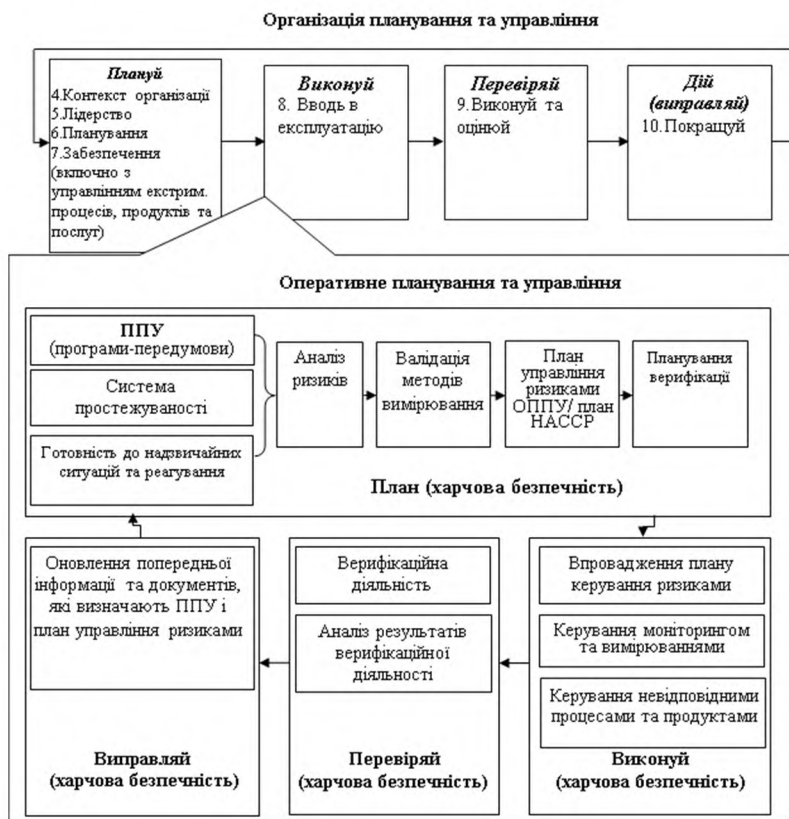 Організація планування та управління
Плануй
4.Контекст організації
5.Лідерство
6.Планування
7.Забезпечення
(включно з
управлінням екстрим.
процесів, продуктів та
послуг)
Виконуй
8. Вводь в
експлуатацію
Перевіряй
9.Виконуй та
оцінюй
Дій
(виправляй)
10.Покращуй
Оперативне планування та управління
ППУ
(програми-передумови)
Система
простежуваності
Готовність до надзвичайних
ситуацій та реагування
Аналіз
ризиків
Валідація
методів
вимірювання
План
управління
ризиками
ОППУ/ план
НАССР
Планування
верифікації
План (харчова безпечність)
Оновлення попередньої
інформації та документів,
які визначають ППУ і
план управління ризиками
Виправляй
(харчова безпечність)
Верифікаційна
діяльність
Аналіз результатів
верифікаційної
діяльності
Перевіряй
(харчова безпечність)
Впровадження плану
керування ризиками
Керування моніторингом
та вимірюваннями
Керування невідповідними
процесами та продуктами
Виконуй
(харчова безпечність)